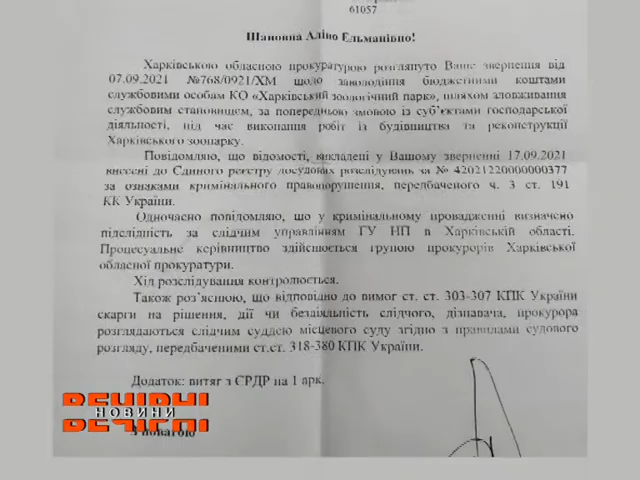 61057
Шановна Аліно Ельманівно!
Харківською обласною прокуратурою розглянуто Ваше звернення від
07.09.2021 №768/0921/ХМ щодо заволодіння бюджетними коштами
службовими особам КО «Харківський зоологічний парк», шляхом зловживання
службовим становищем, за попередньою змовою із суб'єктами господарської
діяльності, під час виконання робіт із будівництва та реконструкції
Харківського зоопарку.
Повідомляю, що відомості, викладені у Вашому зверненні 17.09.2021
внесені до Єдиного реєстру досудових розслідувань за № 42021220000000377
за ознаками кримінального правопорушення, передбаченого ч. 3 ст. 191
КК України.
Одночасно повідомляю, що у кримінальному провадженні визначено
підслідність за слідчим управлінням ГУ НП в Харківській області.
Процесуальне керівництво здійснюється групою прокурорів Харківської
обласної прокуратури.
Хід розслідування контролюється.
Також роз'яснюю, що відповідно до вимог ст. ст. 303-307 КПК України
скарги на рішення, дії чи бездіяльність слідчого, дізнавача, прокурора
розглядаються слідчим суддею місцевого суду згідно з правилами судового
розгляду, передбаченими ст.ст. 318-380 КПК України.
Додаток: витяг з ЄРДР на 1 арк.
ВЕЧІРНІ
НОВИНИ
ВЕЧІРНІ
З повагою